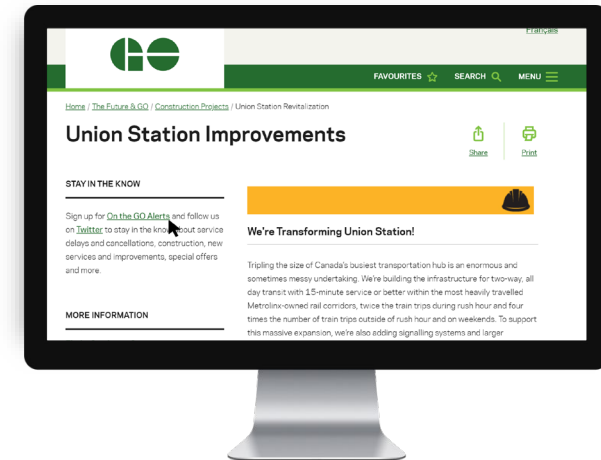 Français
GO
FAVOURITES SEARCH MENU
Home / The Future & GO / Construction Projects / Union Station Revitalization
Union Station Improvements
Share Print
STAY IN THE KNOW
Sign up for On the GO Alerts and follow us
on Twitter to stay in the know about service
delays and cancellations, construction, new
services and improvements, special offers
and more.
MORE INFORMATION
We're Transforming Union Station!
Tripling the size of Canada's busiest transportation hub is an enormous and
sometimes messy undertaking. We're building the infrastructure for two-way, all
day transit with 15-minute service or better within the most heavily travelled
Metrolinx-owned rail corridors, twice the train trips during rush hour and four
times the number of train trips outside of rush hour and on weekends. To support
this massive expansion, we're also adding signalling systems and larger